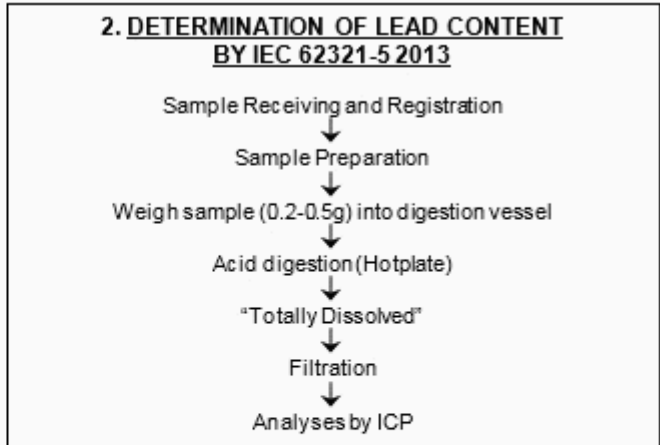 2. DETERMINATION OF LEAD CONTENT
BY IEC 62321-5 2013
Sample Receiving and Registration
Sample Preparation
Weigh sample (0.2-0.5g) into digestion vessel
Acid digestion (Hotplate)
“Totally Dissolved”
Filtration
Analyses by ICP